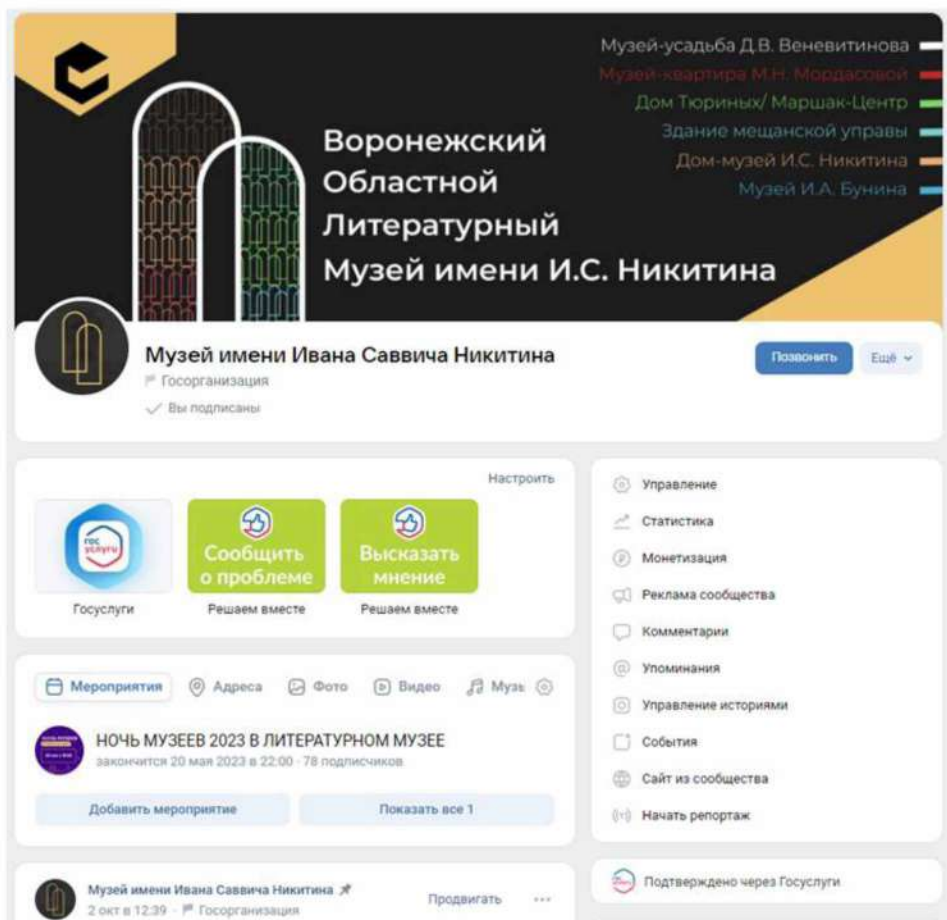 Музей-усадьба Д.В. Веневитинова
Музей-квартира М.Н. Мордасовой
Дом Тюриных/ Маршак-Центр
Здание мещанской управы
Дом-музей И.С. Никитина
Музей И.А. Бунина
Воронежский
Областной
Литературный
Музей имени И.С. Никитина
Музей имени Ивана Саввича Никитина
Госорганизация
Вы подписаны
Позвонить
Ещё
Настроить
гос
услуги
Сообщить
о проблеме
Высказать
мнение
Госуслуги
Решаем вместе
Решаем вместе
Мероприятия
Адреса
Фото
Видео
Музы
НОЧЬ МУЗЕЕВ 2023 В ЛИТЕРАТУРНОМ МУЗЕЕ
закончится 20 мая 2023 в 22:00 · 78 подписчиков
Добавить мероприятие
Показать все 1
Музей имени Ивана Саввича Никитина
2 окт в 12:39 · Госорганизация
Продвигать
Управление
Статистика
Монетизация
Реклама сообщества
Комментарии
Упоминания
Управление историями
События
Сайт из сообщества
Начать репортаж
Подтверждено через Госуслуги